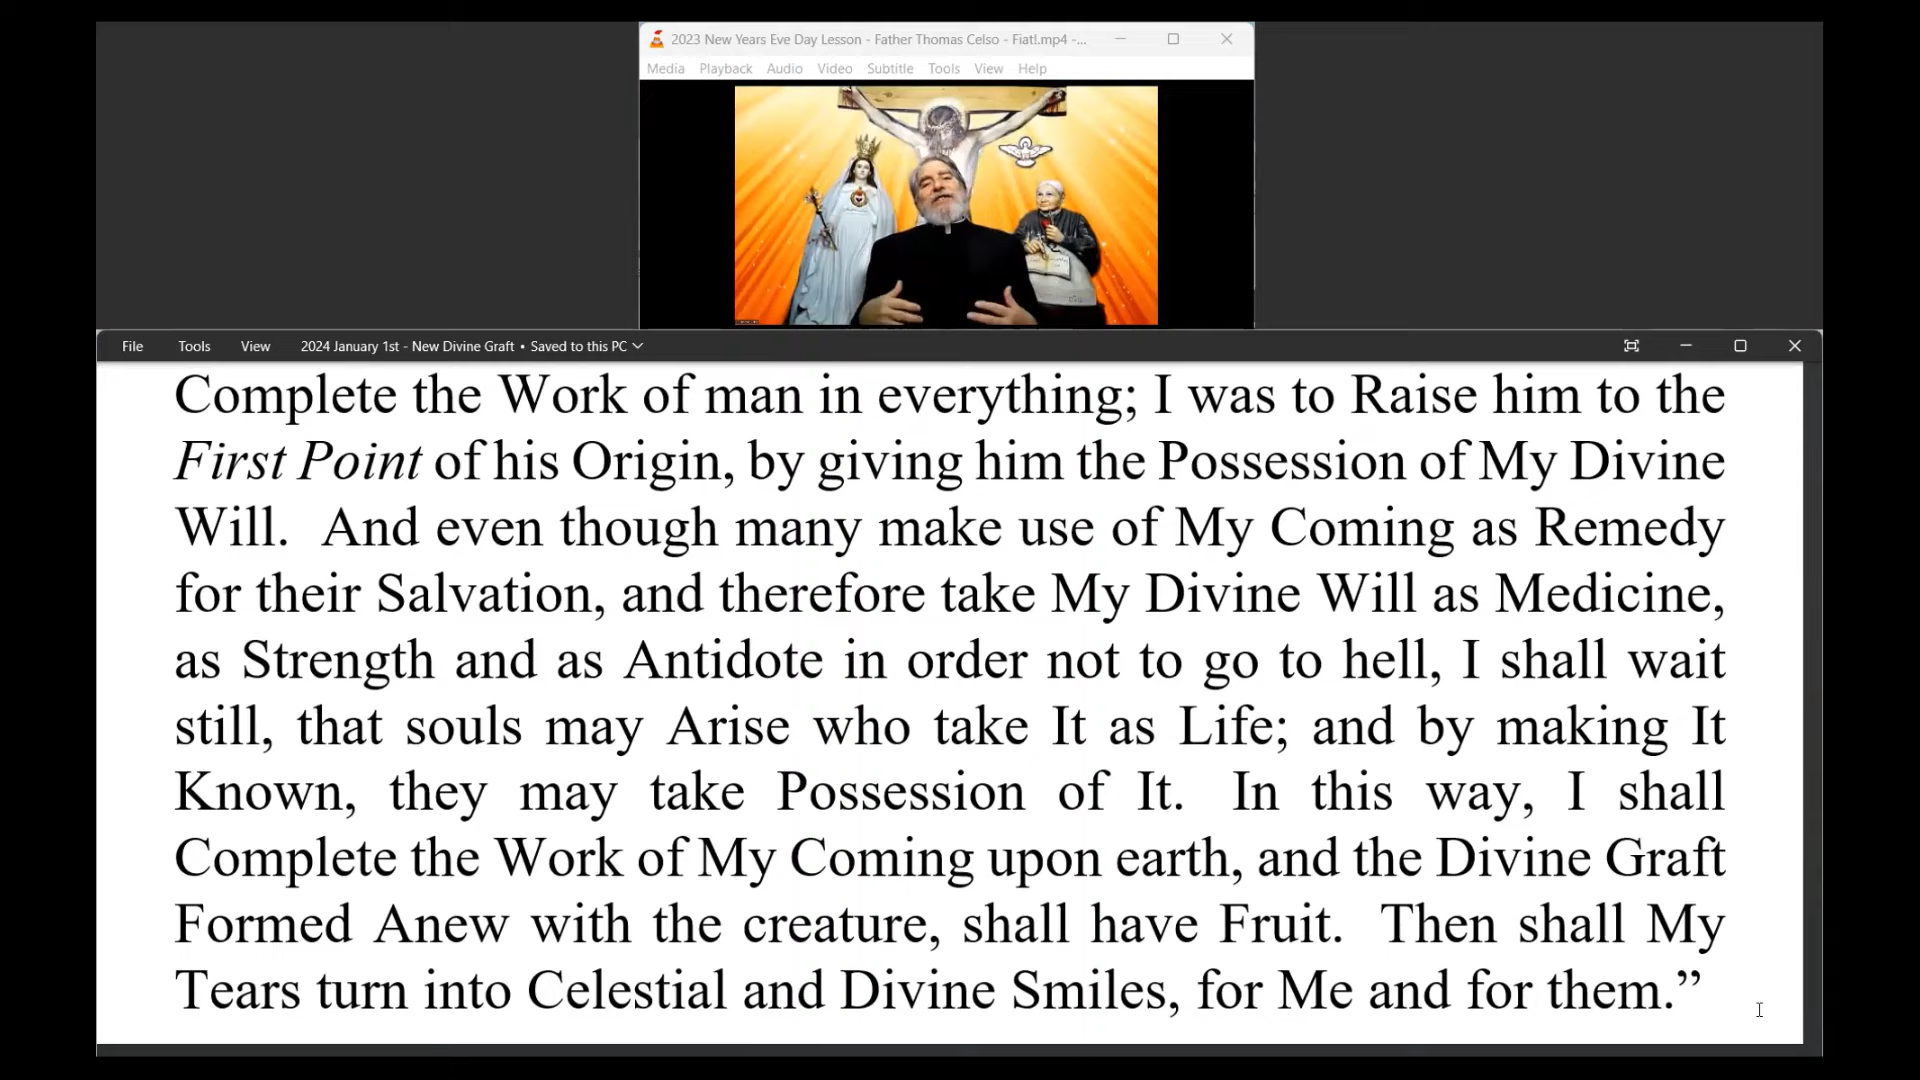 2023 New Years Eve Day Lesson - Father Thomas Celso - Fiat!.mp4 -...
Media Playback Audio Video Subtitle Tools View Help
File Tools View 2024 January 1st - New Divine Graft • Saved to this PC
Complete the Work of man in everything; I was to Raise him to the
First Point of his Origin, by giving him the Possession of My Divine
Will. And even though many make use of My Coming as Remedy
for their Salvation, and therefore take My Divine Will as Medicine,
as Strength and as Antidote in order not to go to hell, I shall wait
still, that souls may Arise who take It as Life; and by making It
Known, they may take Possession of It. In this way, I shall
Complete the Work of My Coming upon earth, and the Divine Graft
Formed Anew with the creature, shall have Fruit. Then shall My
Tears turn into Celestial and Divine Smiles, for Me and for them.”